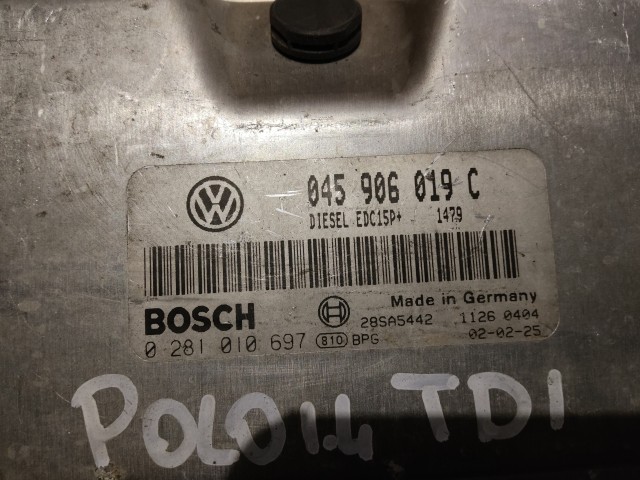 045 906 019 C
DIESEL EDC15P+ 1479
BOSCH
Made in Germany
28SA5442 1126 0404
0 281 010 697 810 BPG 02-02-25
POLO 1.4 TDI